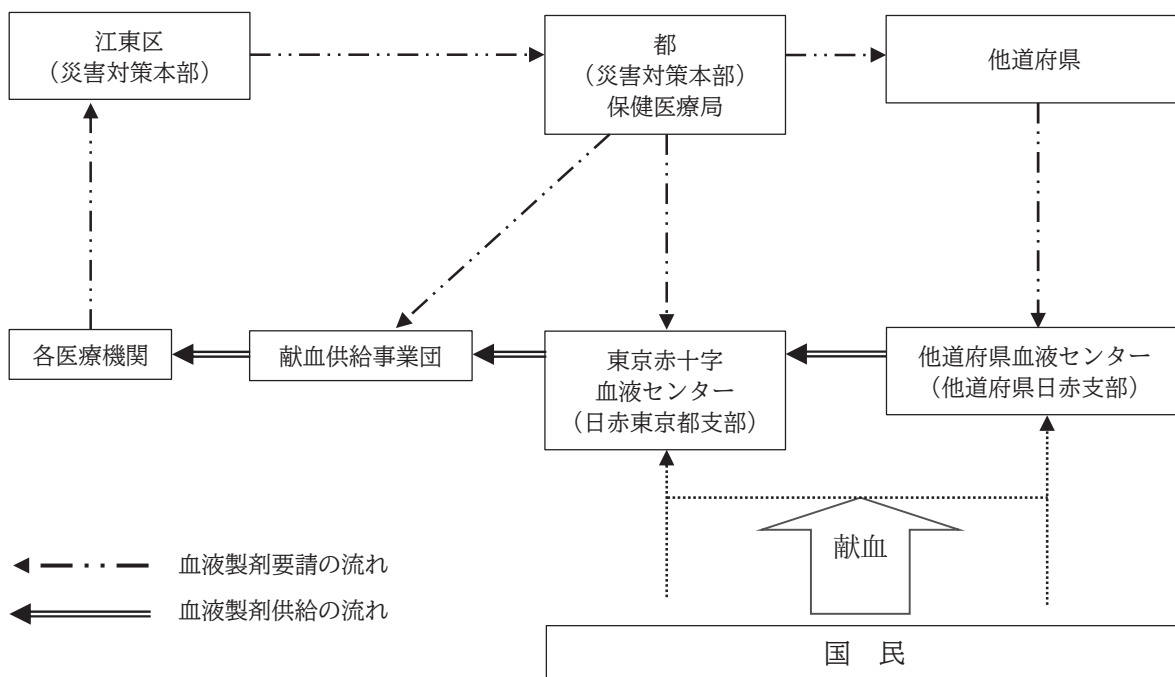 江東区
（災害対策本部）
都
（災害対策本部）
保健医療局
他道府県
各医療機関
献血供給事業団
東京赤十字
血液センター
（日赤東京都支部）
他道府県血液センター
（他道府県日赤支部）
献血
血液製剤要請の流れ
血液製剤供給の流れ
国　民